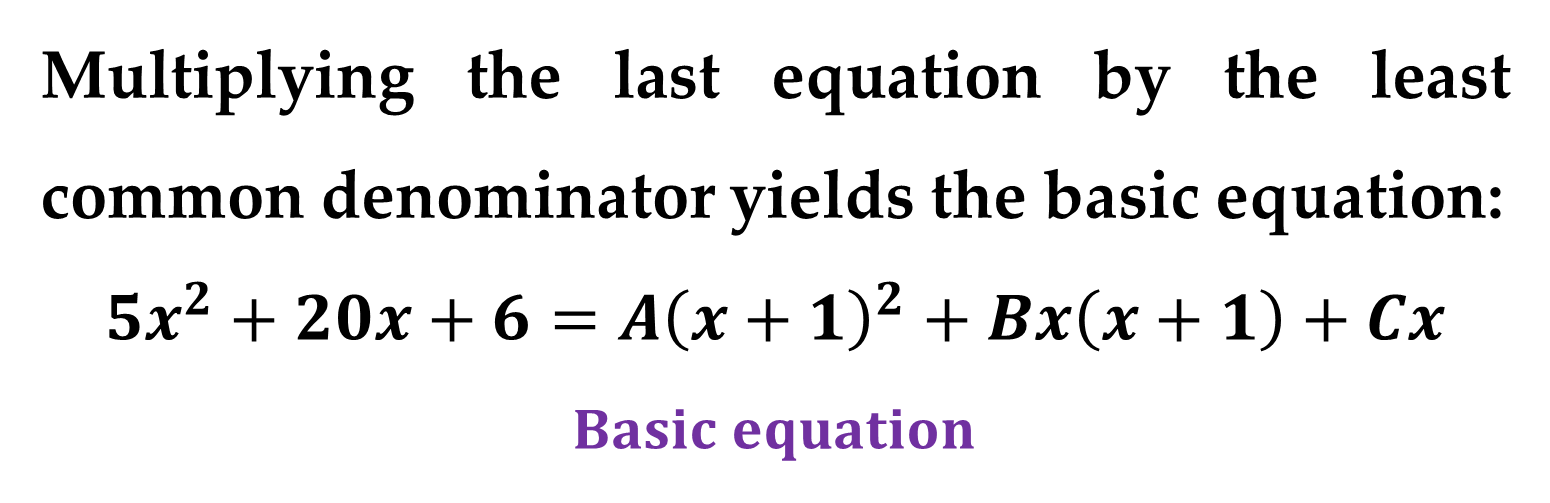 Multiplying the last equation by the least
common denominator yields the basic equation:
5x² + 20x + 6 = A(x + 1)² + Bx(x + 1) + Cx
Basic equation